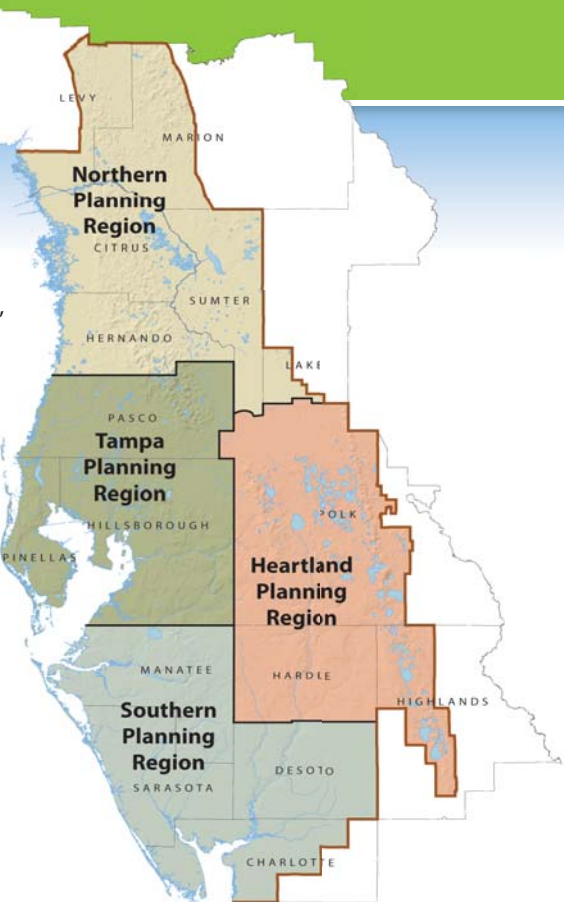 LEVY
MARION
Northern
Planning
Region
CITRUS
SUMTER
,
HERNANDO
LAKE
PASCO
Tampa
Planning
Region
POLK
HILLSBOROUGH
PINELLAS
Heartland
Planning
Region
MANATEE
HARDEE
HIGHLANDS
Southern
Planning
Region
DESOTO
SARASOTA
CHARLOTTE